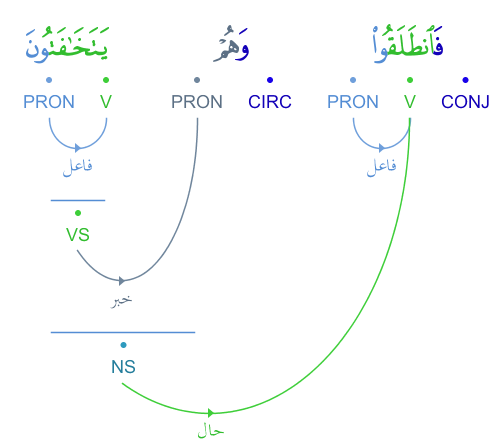 فَٱنطَلَقُوا۟ وَهُمْ يَتَخَٰفَتُونَ
CONJ V PRON CIRC PRON V PRON
فاعل فاعل
VS
خبر
NS
حال